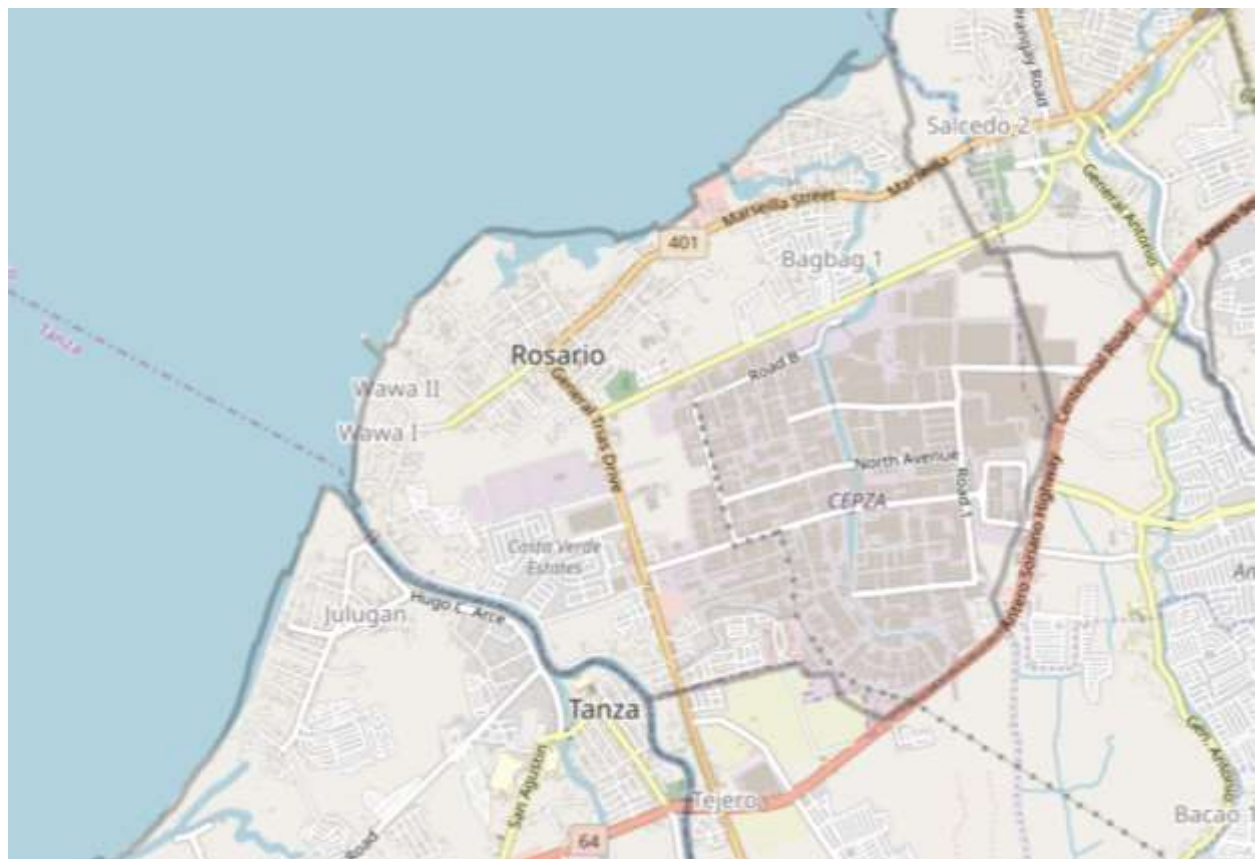 Salcedo 2
Marseilla
Marseilla Street
401
General Antonio
Bagbag 1
Rosario
Road B
Centennial Road
Tanza
Wawa II
Wawa I
General Trias Drive
North Avenue
Road 1
CEPZA
Costa Verde
Estates
Antero Soriano Highway
Julugan
Hugo C. Arce
Tanza
San Agustin
Tejero
64
Road
Bacao 1